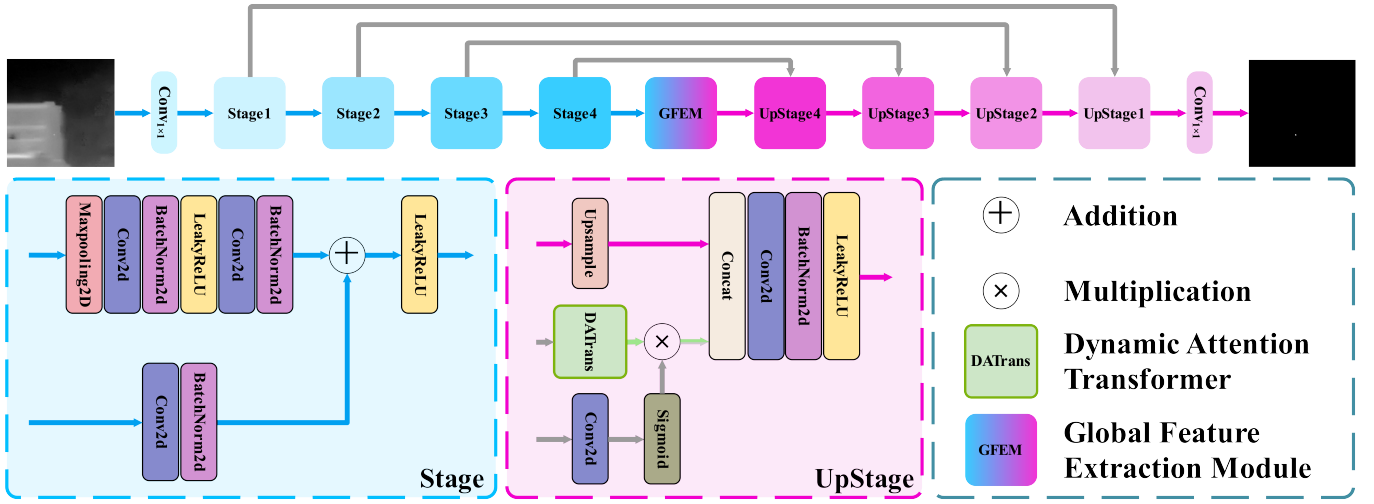 Conv1×1
Stage1
Stage2
Stage3
Stage4
GFEM
UpStage4
UpStage3
UpStage2
UpStage1
Conv1×1
Maxpooling2D
Conv2d
BatchNorm2d
LeakyReLU
Conv2d
BatchNorm2d
LeakyReLU
Conv2d
BatchNorm2d
Stage
Upsample
DATrans
Conv2d
Sigmoid
Concat
Conv2d
BatchNorm2d
LeakyReLU
UpStage
Addition
Multiplication
DATrans
Dynamic Attention
Transformer
GFEM
Global Feature
Extraction Module